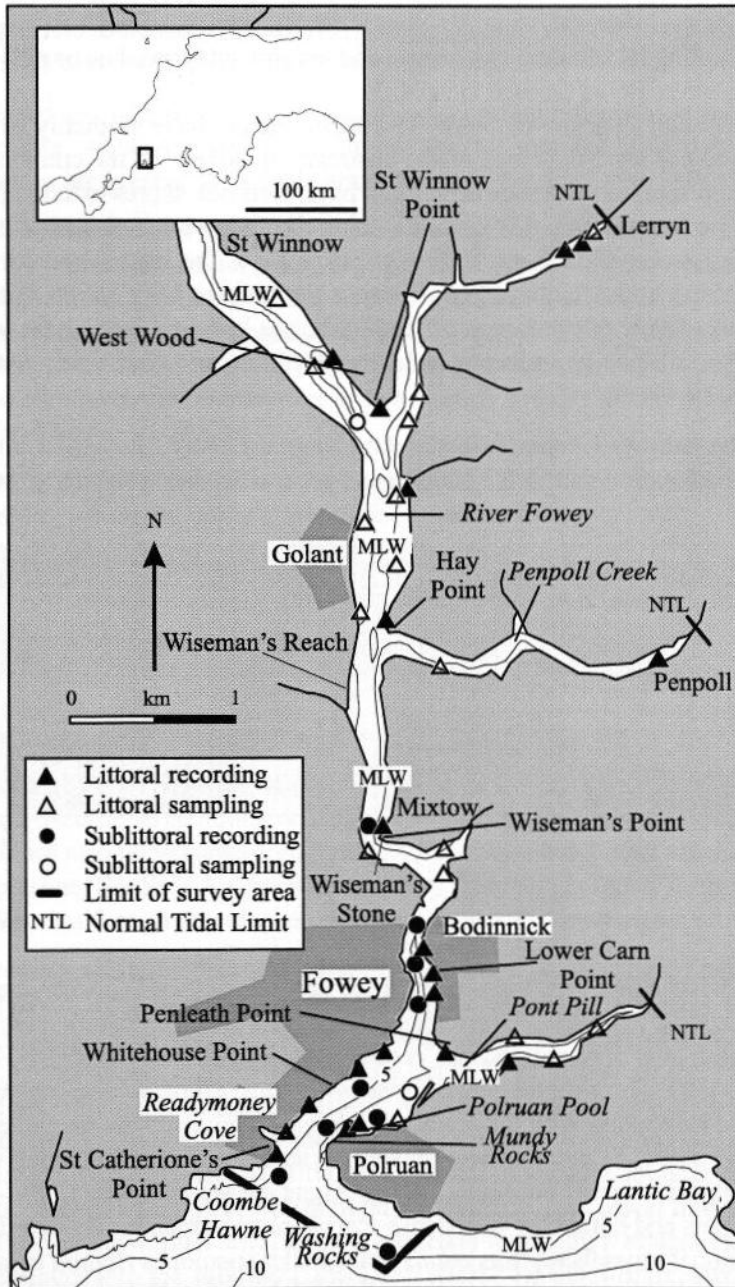 100 km
St Winnow
Point
NTL
Lerryn
St Winnow
MLW
West Wood
River Fowey
N
Golant
MLW
Hay
Point
Penpoll Creek
NTL
Wiseman's Reach
Penpoll
0 km 1
MLW
Mixtow
Wiseman's Point
Littoral recording
Littoral sampling
Sublittoral recording
Sublittoral sampling
Limit of survey area
NTL Normal Tidal Limit
Wiseman's
Stone
Bodinnick
Lower Carn
Point
Fowey
Pont Pill
Penleath Point
NTL
Whitehouse Point
5
MLW
Readymoney
Cove
Polruan Pool
Mundy
Rocks
St Catherione's
Point
Polruan
Coombe
Hawne
Lantic Bay
Washing
Rocks
5
MLW
5
10
10